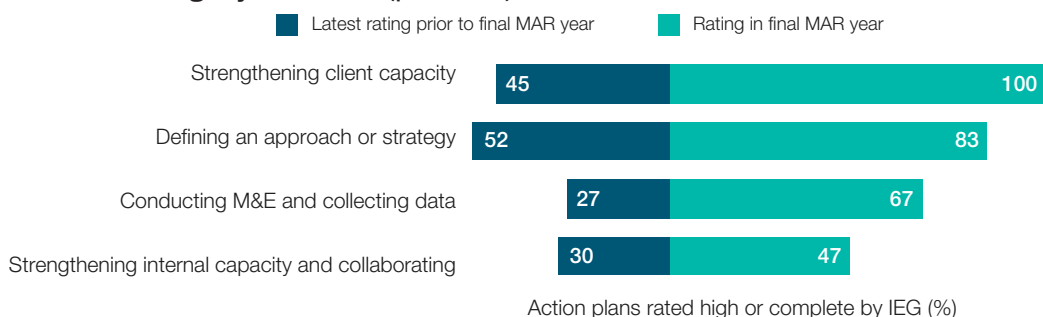 Latest rating prior to final MAR year Rating in final MAR year
Strengthening client capacity 45 100
Defining an approach or strategy 52 83
Conducting M&E and collecting data 27 67
Strengthening internal capacity and collaborating 30 47
Action plans rated high or complete by IEG (%)